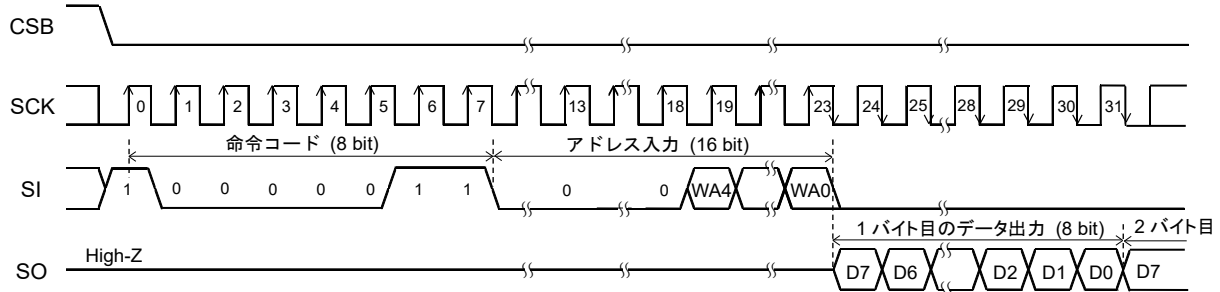 CSB
SCK 0 1 2 3 4 5 6 7 13 18 19 23 24 25 28 29 30 31
命令コード (8 bit) アドレス入力 (16 bit)
SI 1 0 0 0 0 0 1 1 0 0 WA4 WA0
1 バイト目のデータ出力 (8 bit) 2 バイト目
High-Z
SO D7 D6 D2 D1 D0 D7